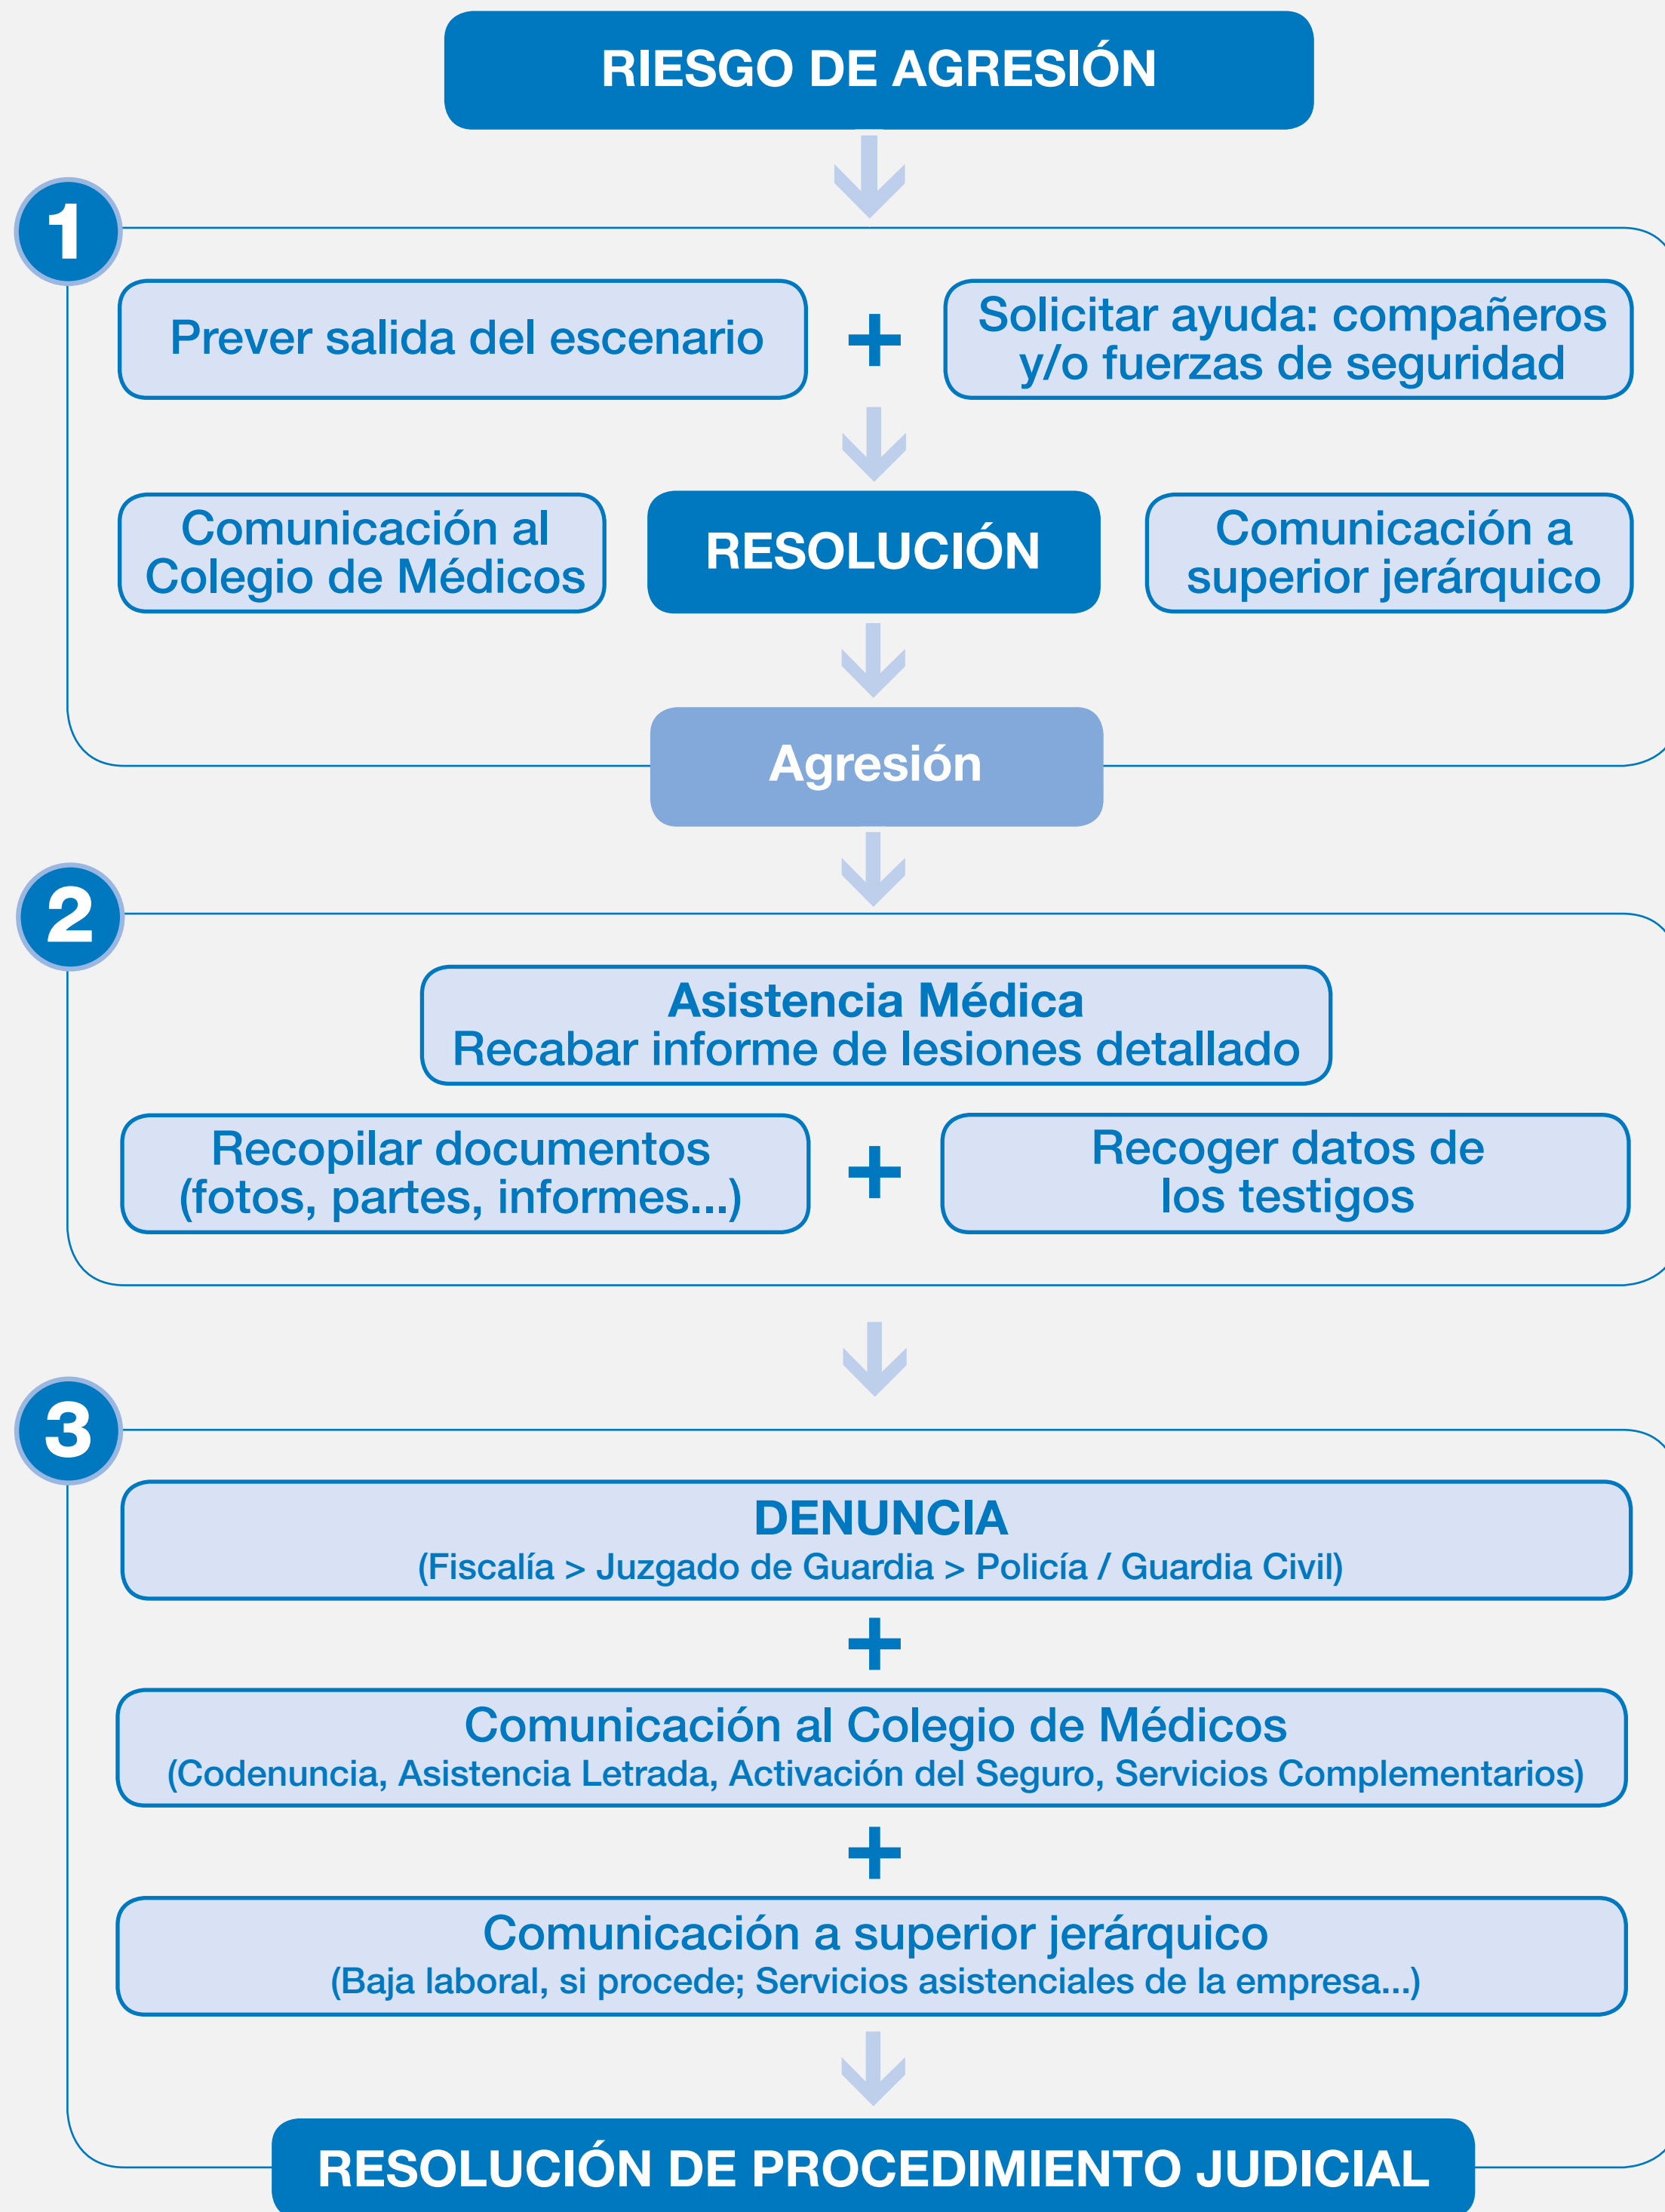 RIESGO DE AGRESIÓN
1
Prever salida del escenario
+
Solicitar ayuda: compañeros
y/o fuerzas de seguridad
Comunicación al
Colegio de Médicos
RESOLUCIÓN
Comunicación a
superior jerárquico
Agresión
2
Asistencia Médica
Recabar informe de lesiones detallado
Recopilar documentos
(fotos, partes, informes...)
+
Recoger datos de
los testigos
3
DENUNCIA
(Fiscalía > Juzgado de Guardia > Policía / Guardia Civil)
+
Comunicación al Colegio de Médicos
(Codenuncia, Asistencia Letrada, Activación del Seguro, Servicios Complementarios)
+
Comunicación a superior jerárquico
(Baja laboral, si procede; Servicios asistenciales de la empresa...)
RESOLUCIÓN DE PROCEDIMIENTO JUDICIAL